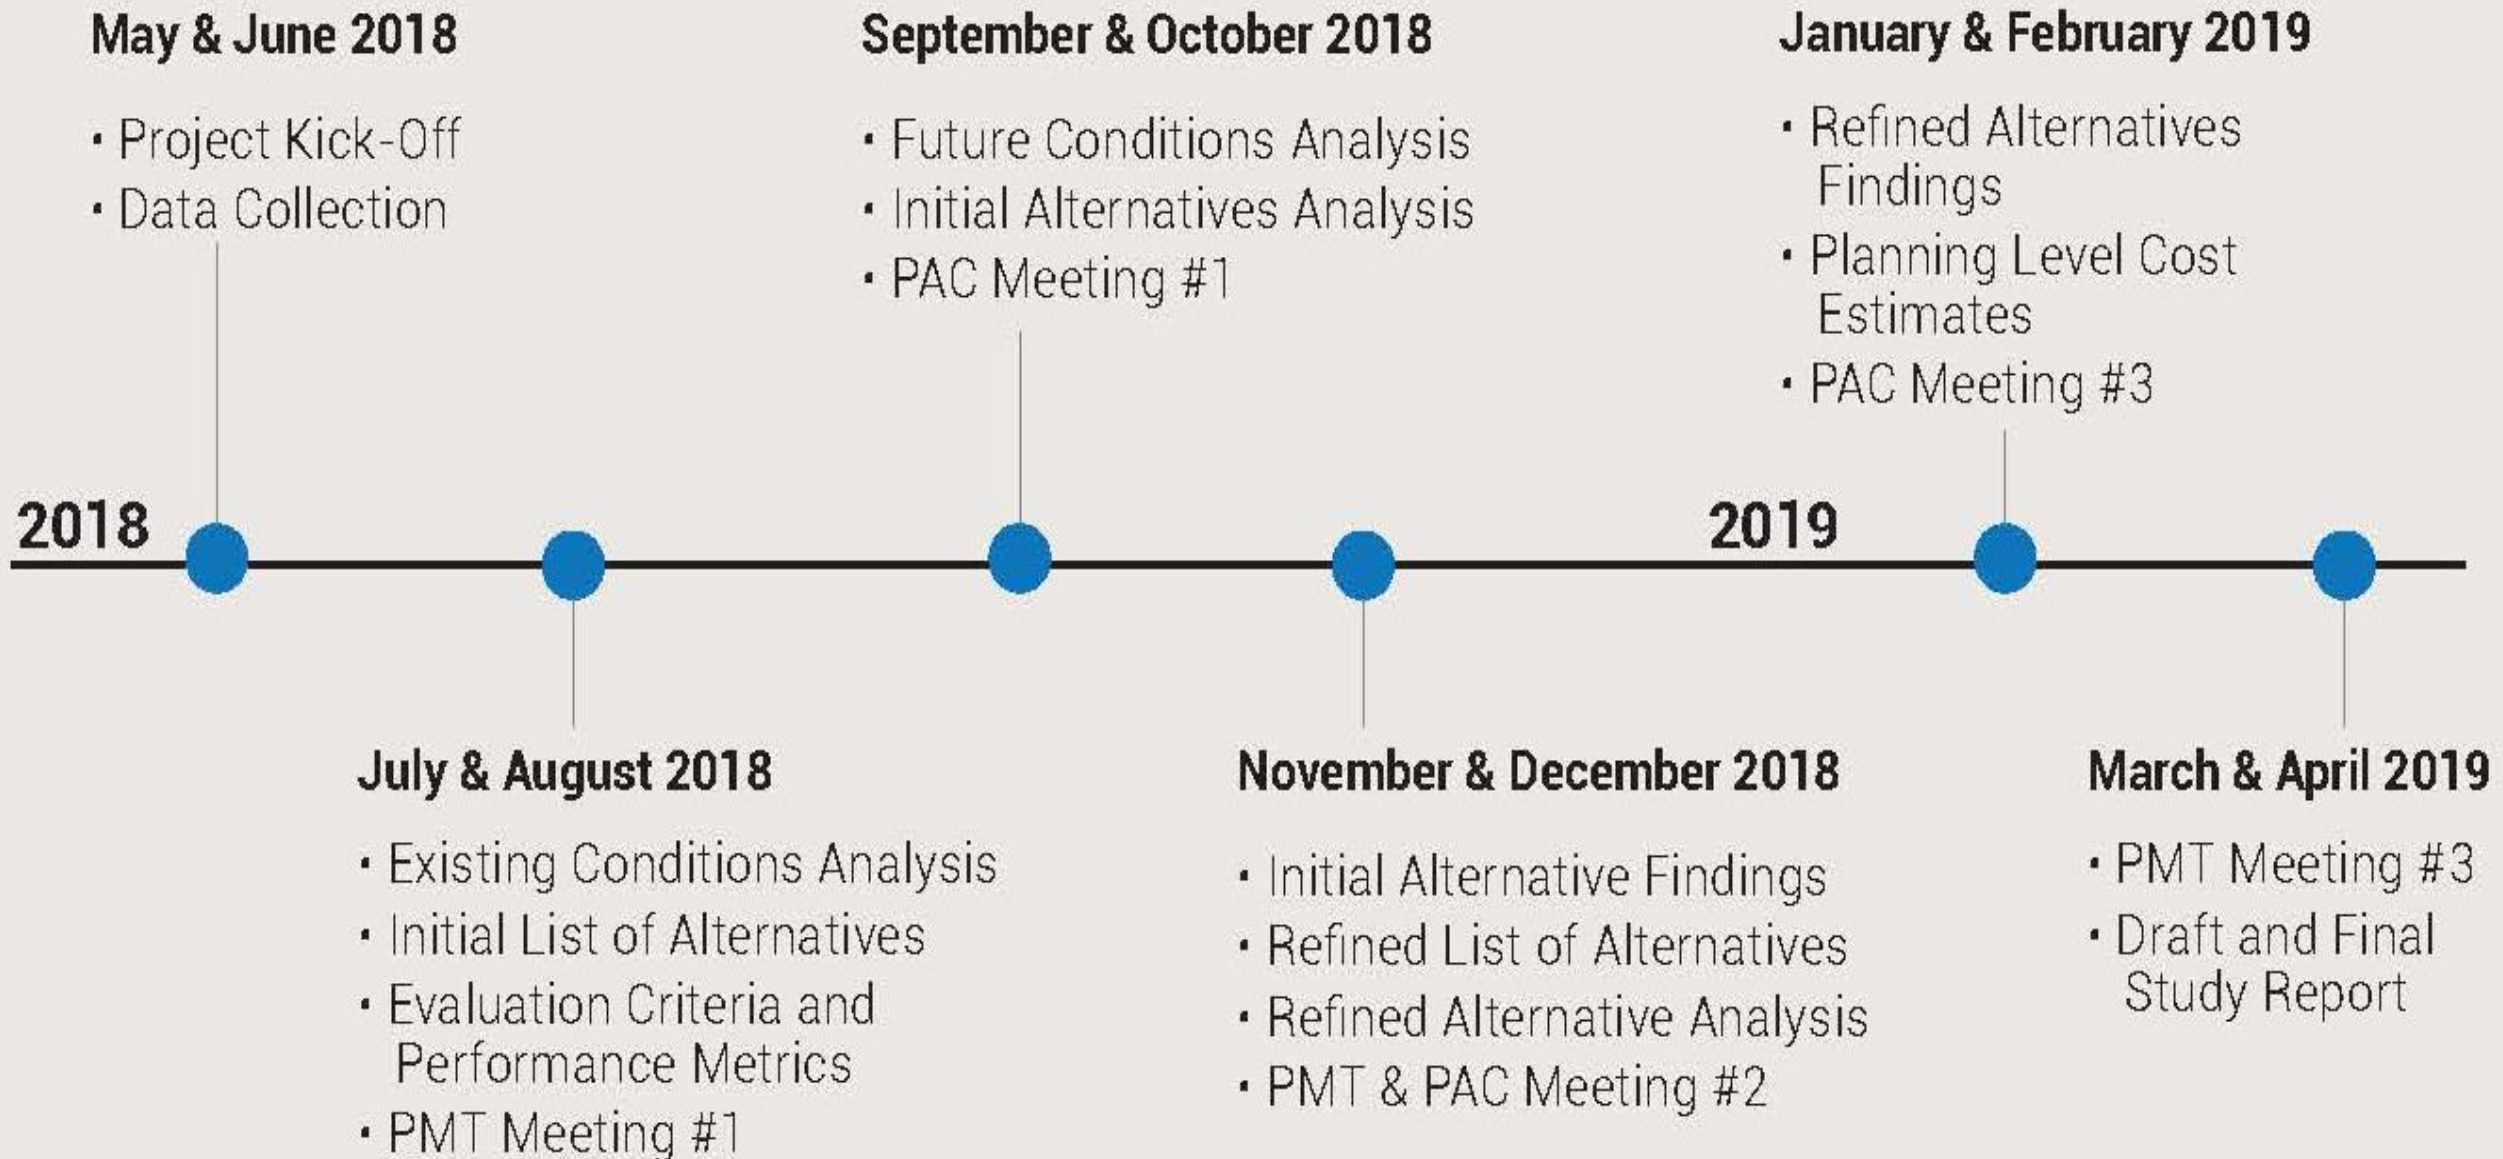 May & June 2018
· Project Kick-Off
· Data Collection
September & October 2018
· Future Conditions Analysis
· Initial Alternatives Analysis
· PAC Meeting #1
January & February 2019
· Refined Alternatives
Findings
· Planning Level Cost
Estimates
· PAC Meeting #3
2018
2019
July & August 2018
· Existing Conditions Analysis
· Initial List of Alternatives
· Evaluation Criteria and
Performance Metrics
· PMT Meeting #1
November & December 2018
· Initial Alternative Findings
· Refined List of Alternatives
· Refined Alternative Analysis
· PMT & PAC Meeting #2
March & April 2019
· PMT Meeting #3
· Draft and Final
Study Report